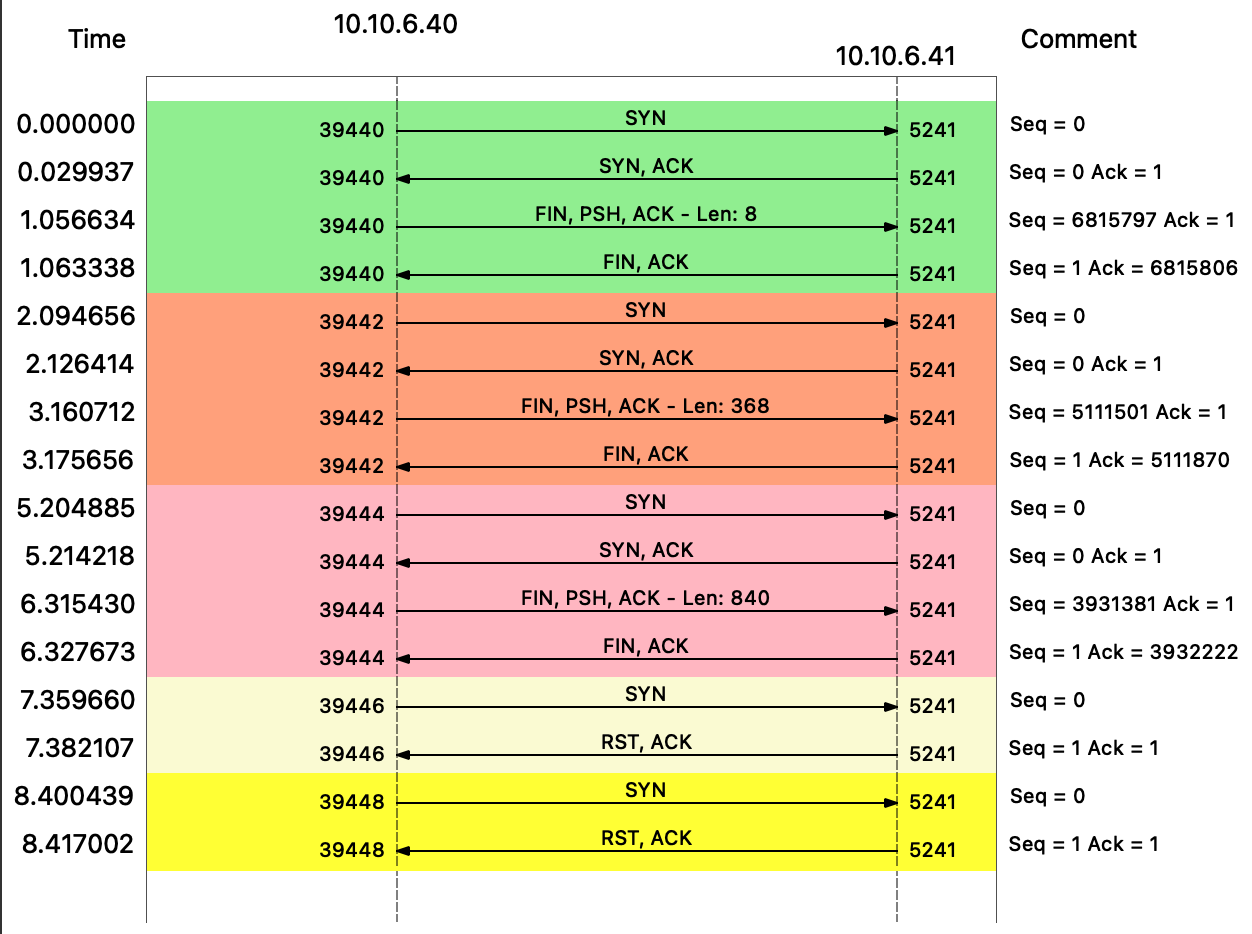 10.10.6.40
Time
Comment
10.10.6.41
0.000000 39440 SYN 5241 Seq = 0
0.029937 39440 SYN, ACK 5241 Seq = 0 Ack = 1
1.056634 39440 FIN, PSH, ACK - Len: 8 5241 Seq = 6815797 Ack = 1
1.063338 39440 FIN, ACK 5241 Seq = 1 Ack = 6815806
2.094656 39442 SYN 5241 Seq = 0
2.126414 39442 SYN, ACK 5241 Seq = 0 Ack = 1
3.160712 39442 FIN, PSH, ACK - Len: 368 5241 Seq = 5111501 Ack = 1
3.175656 39442 FIN, ACK 5241 Seq = 1 Ack = 5111870
5.204885 39444 SYN 5241 Seq = 0
5.214218 39444 SYN, ACK 5241 Seq = 0 Ack = 1
6.315430 39444 FIN, PSH, ACK - Len: 840 5241 Seq = 3931381 Ack = 1
6.327673 39444 FIN, ACK 5241 Seq = 1 Ack = 3932222
7.359660 39446 SYN 5241 Seq = 0
7.382107 39446 RST, ACK 5241 Seq = 1 Ack = 1
8.400439 39448 SYN 5241 Seq = 0
8.417002 39448 RST, ACK 5241 Seq = 1 Ack = 1